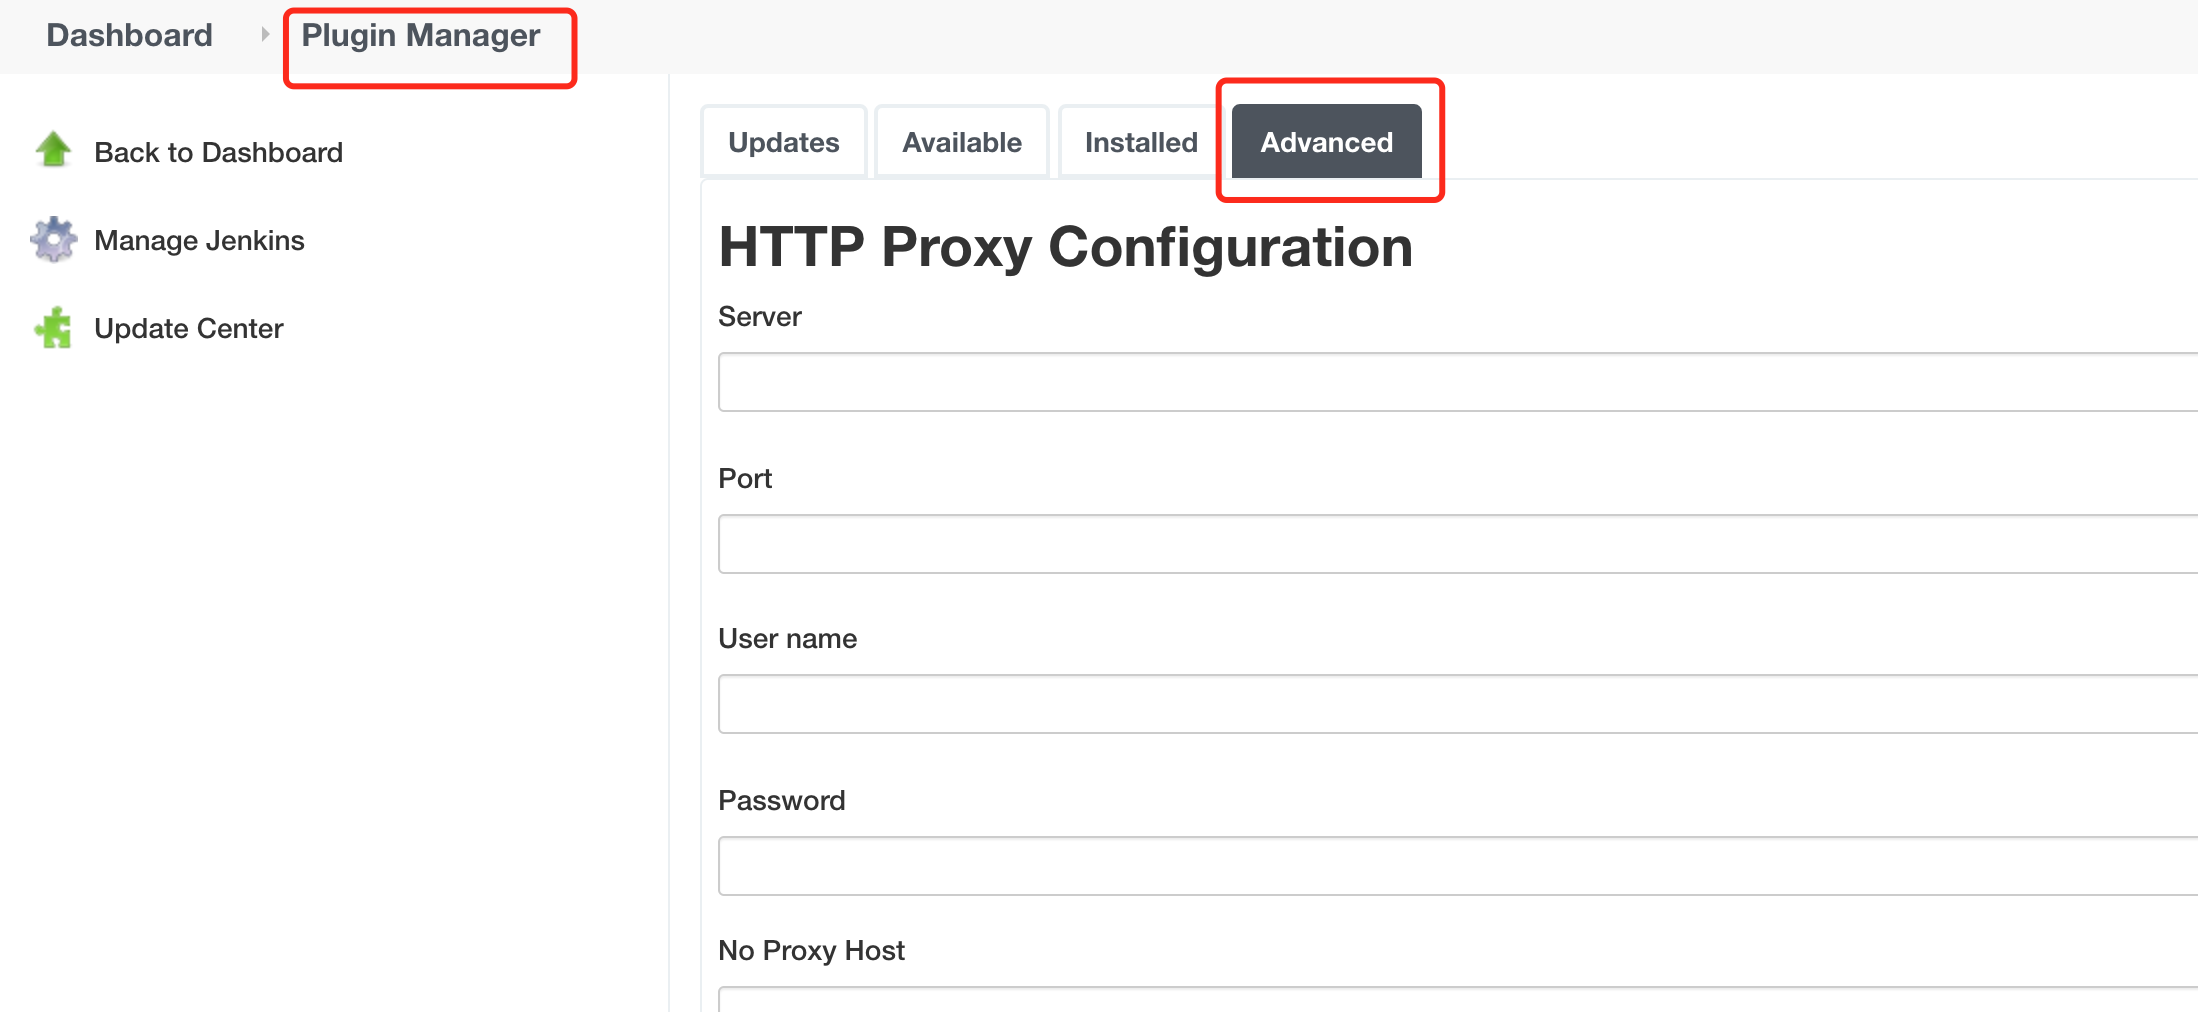 Dashboard Plugin Manager
Back to Dashboard
Manage Jenkins
Update Center
Updates Available Installed Advanced
HTTP Proxy Configuration
Server
Port
User name
Password
No Proxy Host